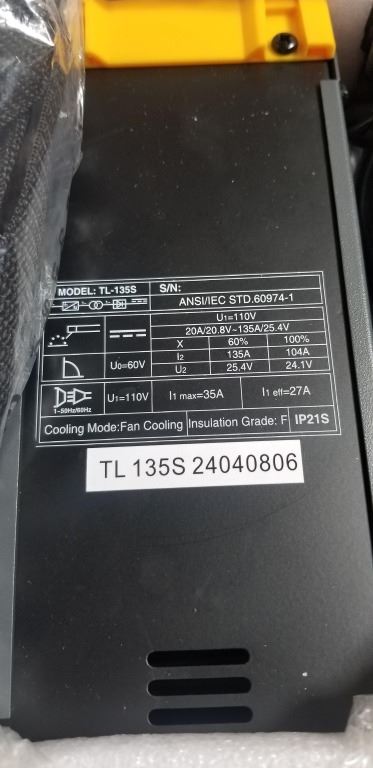 MODEL: TL-135S
S/N:
ANSI/IEC STD.60974-1
U1=110V
20A/20.8V~135A/25.4V
X 60% 100%
I2 135A 104A
U0=60V
U2 25.4V 24.1V
1~50Hz/60Hz
U1=110V
I1 max=35A
I1 eff=27A
Cooling Mode:Fan Cooling
Insulation Grade: F
IP21S
TL 135S 24040806